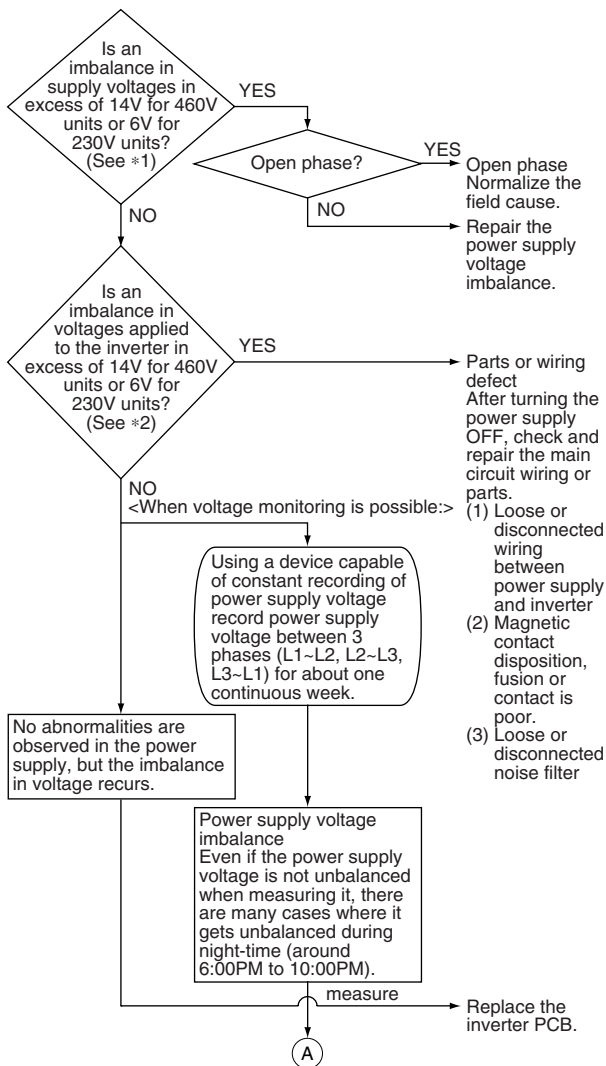 Is an
imbalance in
supply voltages in
excess of 14V for 460V
units or 6V for
230V units?
(See *1)
YES
Open phase?
YES
Open phase
Normalize the
field cause.
NO
Repair the
power supply
voltage
imbalance.
NO
Is an
imbalance in
voltages applied
to the inverter in
excess of 14V for 460V
units or 6V for
230V units?
(See *2)
YES
Parts or wiring
defect
After turning the
power supply
OFF, check and
repair the main
circuit wiring or
parts.
(1) Loose or
disconnected
wiring
between
power supply
and inverter
(2) Magnetic
contact
disposition,
fusion or
contact is
poor.
(3) Loose or
disconnected
noise filter
NO
<When voltage monitoring is possible:>
Using a device capable
of constant recording of
power supply voltage
record power supply
voltage between 3
phases (L1~L2, L2~L3,
L3~L1) for about one
continuous week.
No abnormalities are
observed in the power
supply, but the imbalance
in voltage recurs.
Power supply voltage
imbalance
Even if the power supply
voltage is not unbalanced
when measuring it, there
are many cases where it
gets unbalanced during
night-time (around
6:00PM to 10:00PM).
measure
Replace the
inverter PCB.
A